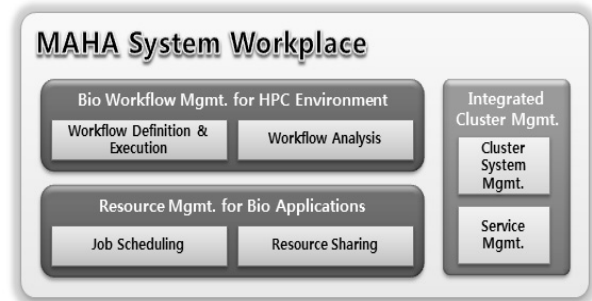 MAHA System Workplace
Bio Workflow Mgmt. for HPC Environment
Workflow Definition &
Execution
Workflow Analysis
Resource Mgmt. for Bio Applications
Job Scheduling
Resource Sharing
Integrated
Cluster Mgmt.
Cluster
System
Mgmt.
Service
Mgmt.